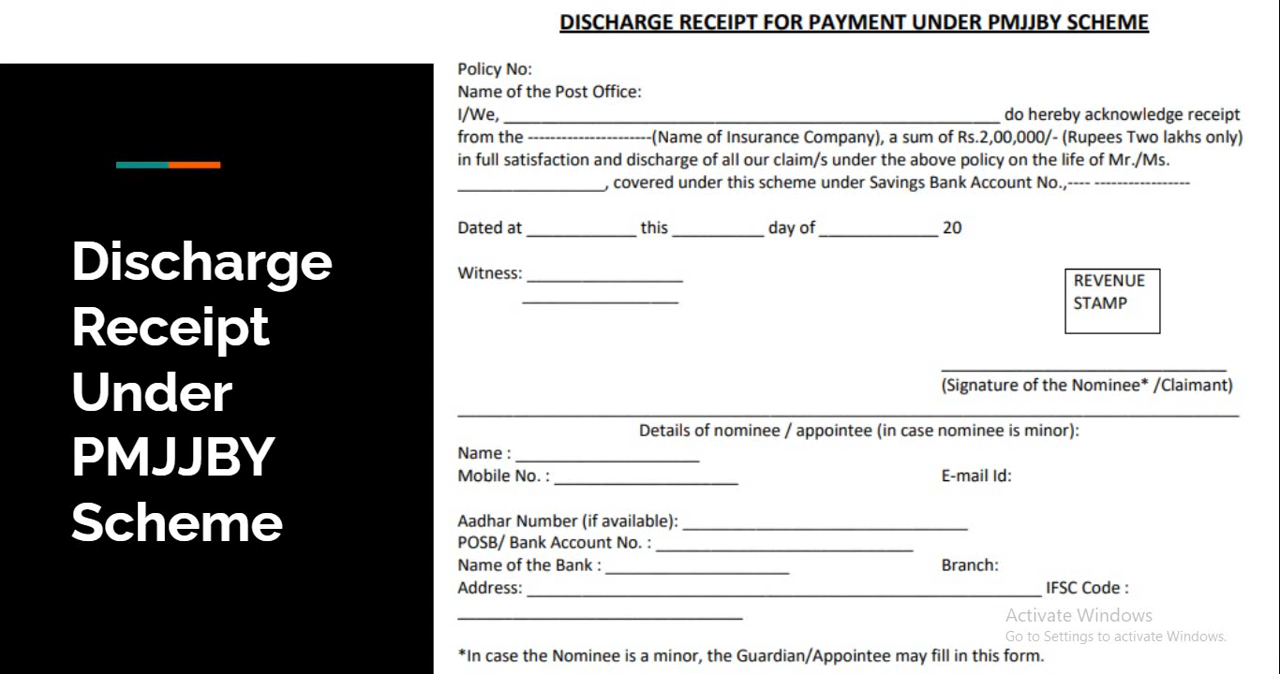 Discharge
Receipt
Under
PMJJBY
Scheme
DISCHARGE RECEIPT FOR PAYMENT UNDER PMJJBY SCHEME
Policy No:
Name of the Post Office:
I/We, ______________________________________________________ do hereby acknowledge receipt
from the ----------------------(Name of Insurance Company), a sum of Rs.2,00,000/- (Rupees Two lakhs only)
in full satisfaction and discharge of all our claim/s under the above policy on the life of Mr./Ms.
________________, covered under this scheme under Savings Bank Account No.,---- -----------------
Dated at ____________ this __________ day of _____________ 20
Witness: _________________
_________________
REVENUE
STAMP
_______________________________
(Signature of the Nominee* /Claimant)
Details of nominee / appointee (in case nominee is minor):
Name : ____________________
Mobile No. : ____________________ E-mail Id:
Aadhar Number (if available): _______________________________
POSB/ Bank Account No. : ____________________________
Name of the Bank : ____________________ Branch:
Address: ________________________________________________________ IFSC Code :
_______________________________
Activate Windows
Go to Settings to activate Windows.
*In case the Nominee is a minor, the Guardian/Appointee may fill in this form.